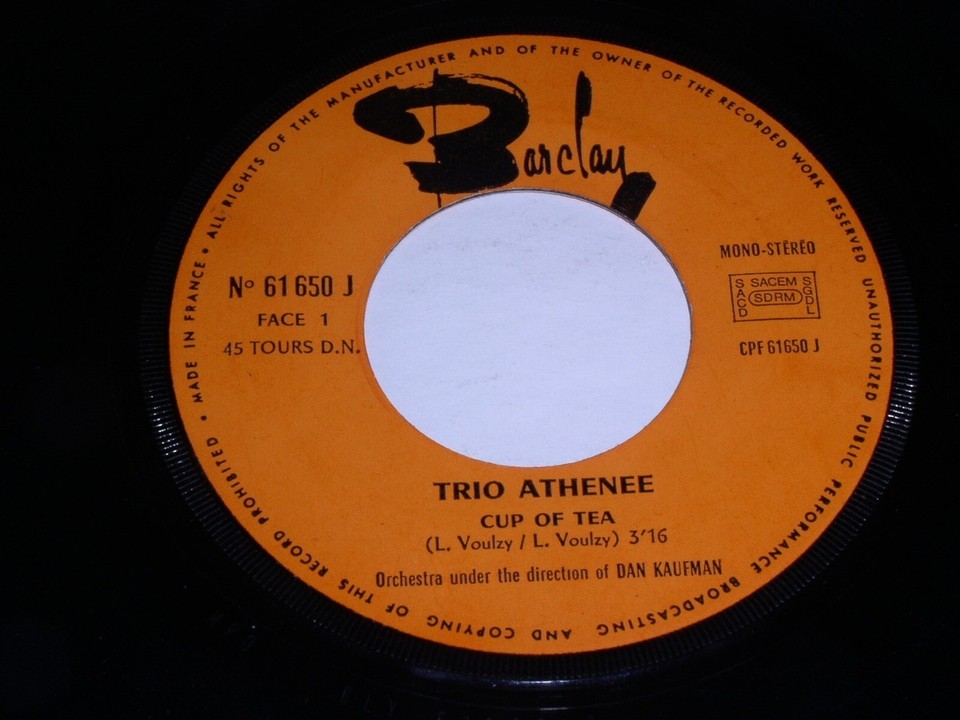 Barclay
MADE IN FRANCE • ALL RIGHTS OF THE MANUFACTURER AND OF THE OWNER OF THE RECORDED WORK RESERVED UNAUTHORIZED PUBLIC PERFORMANCE BROADCASTING AND COPYING OF THIS RECORD PROHIBITED •
Nº 61 650 J
FACE 1
45 TOURS D.N.
MONO-STÉRÉO
SACD SACEM SGDL
SDRM
CPF 61650 J
TRIO ATHENEE
CUP OF TEA
(L. Voulzy / L. Voulzy) 3'16
Orchestra under the direction of DAN KAUFMAN